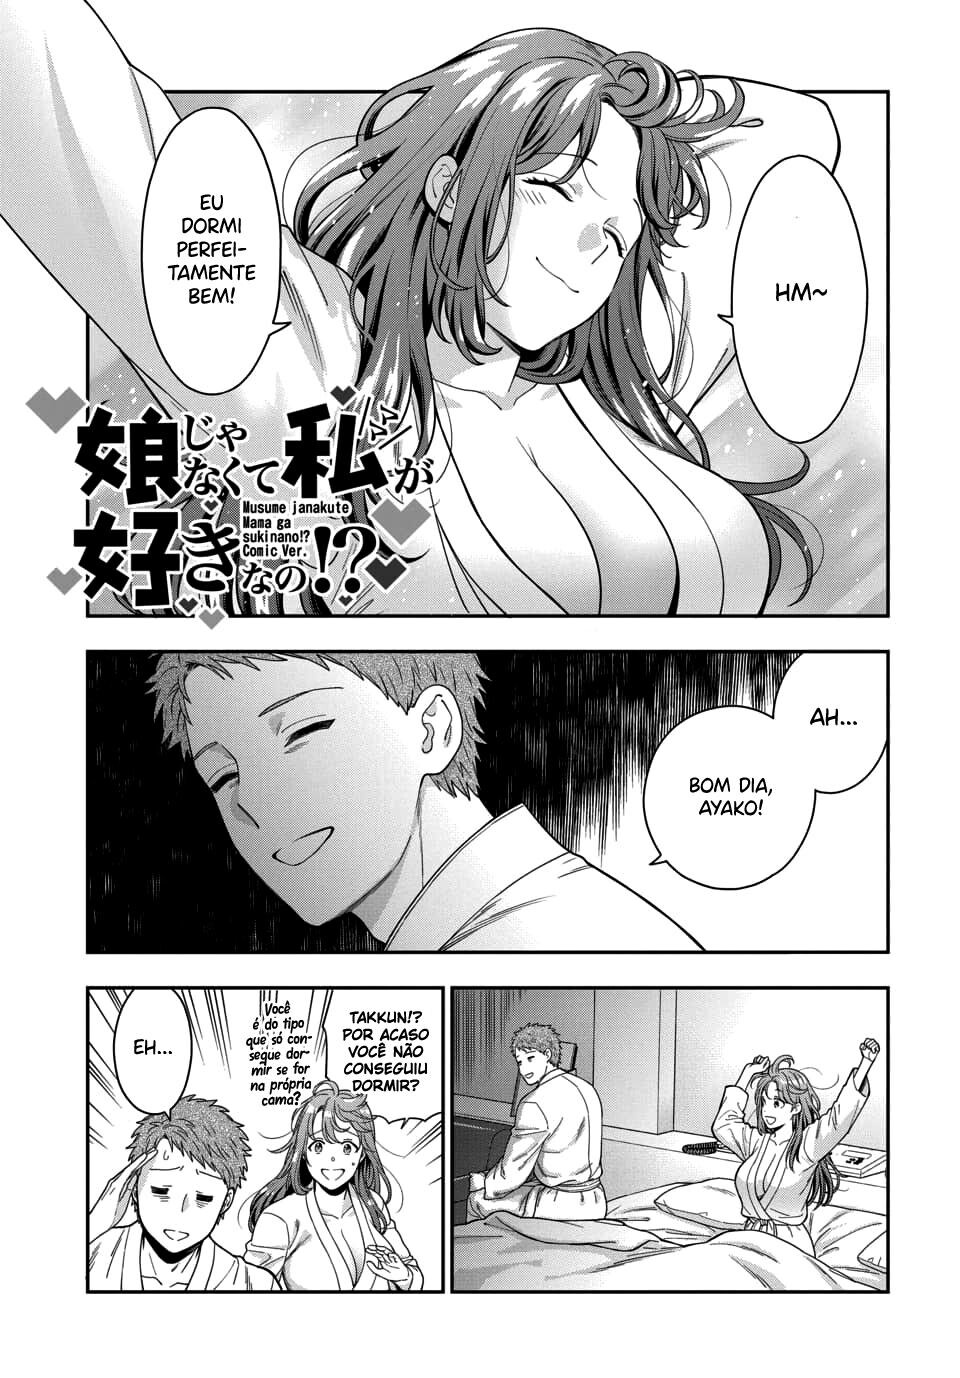 HM~
EU
DORMI
PERFEI-
TAMENTE
BEM!
娘じゃ
なくて私が
ママ
好きなの!?
Musume janakute
Mama ga
sukinano!?
Comic Ver.
AH...
BOM DIA,
AYAKO!
TAKKUN!?
POR ACASO
VOCÊ NÃO
CONSEGUIU
DORMIR?
Você
é do tipo
que só con-
segue dor-
mir se for
na própria
cama?
EH...